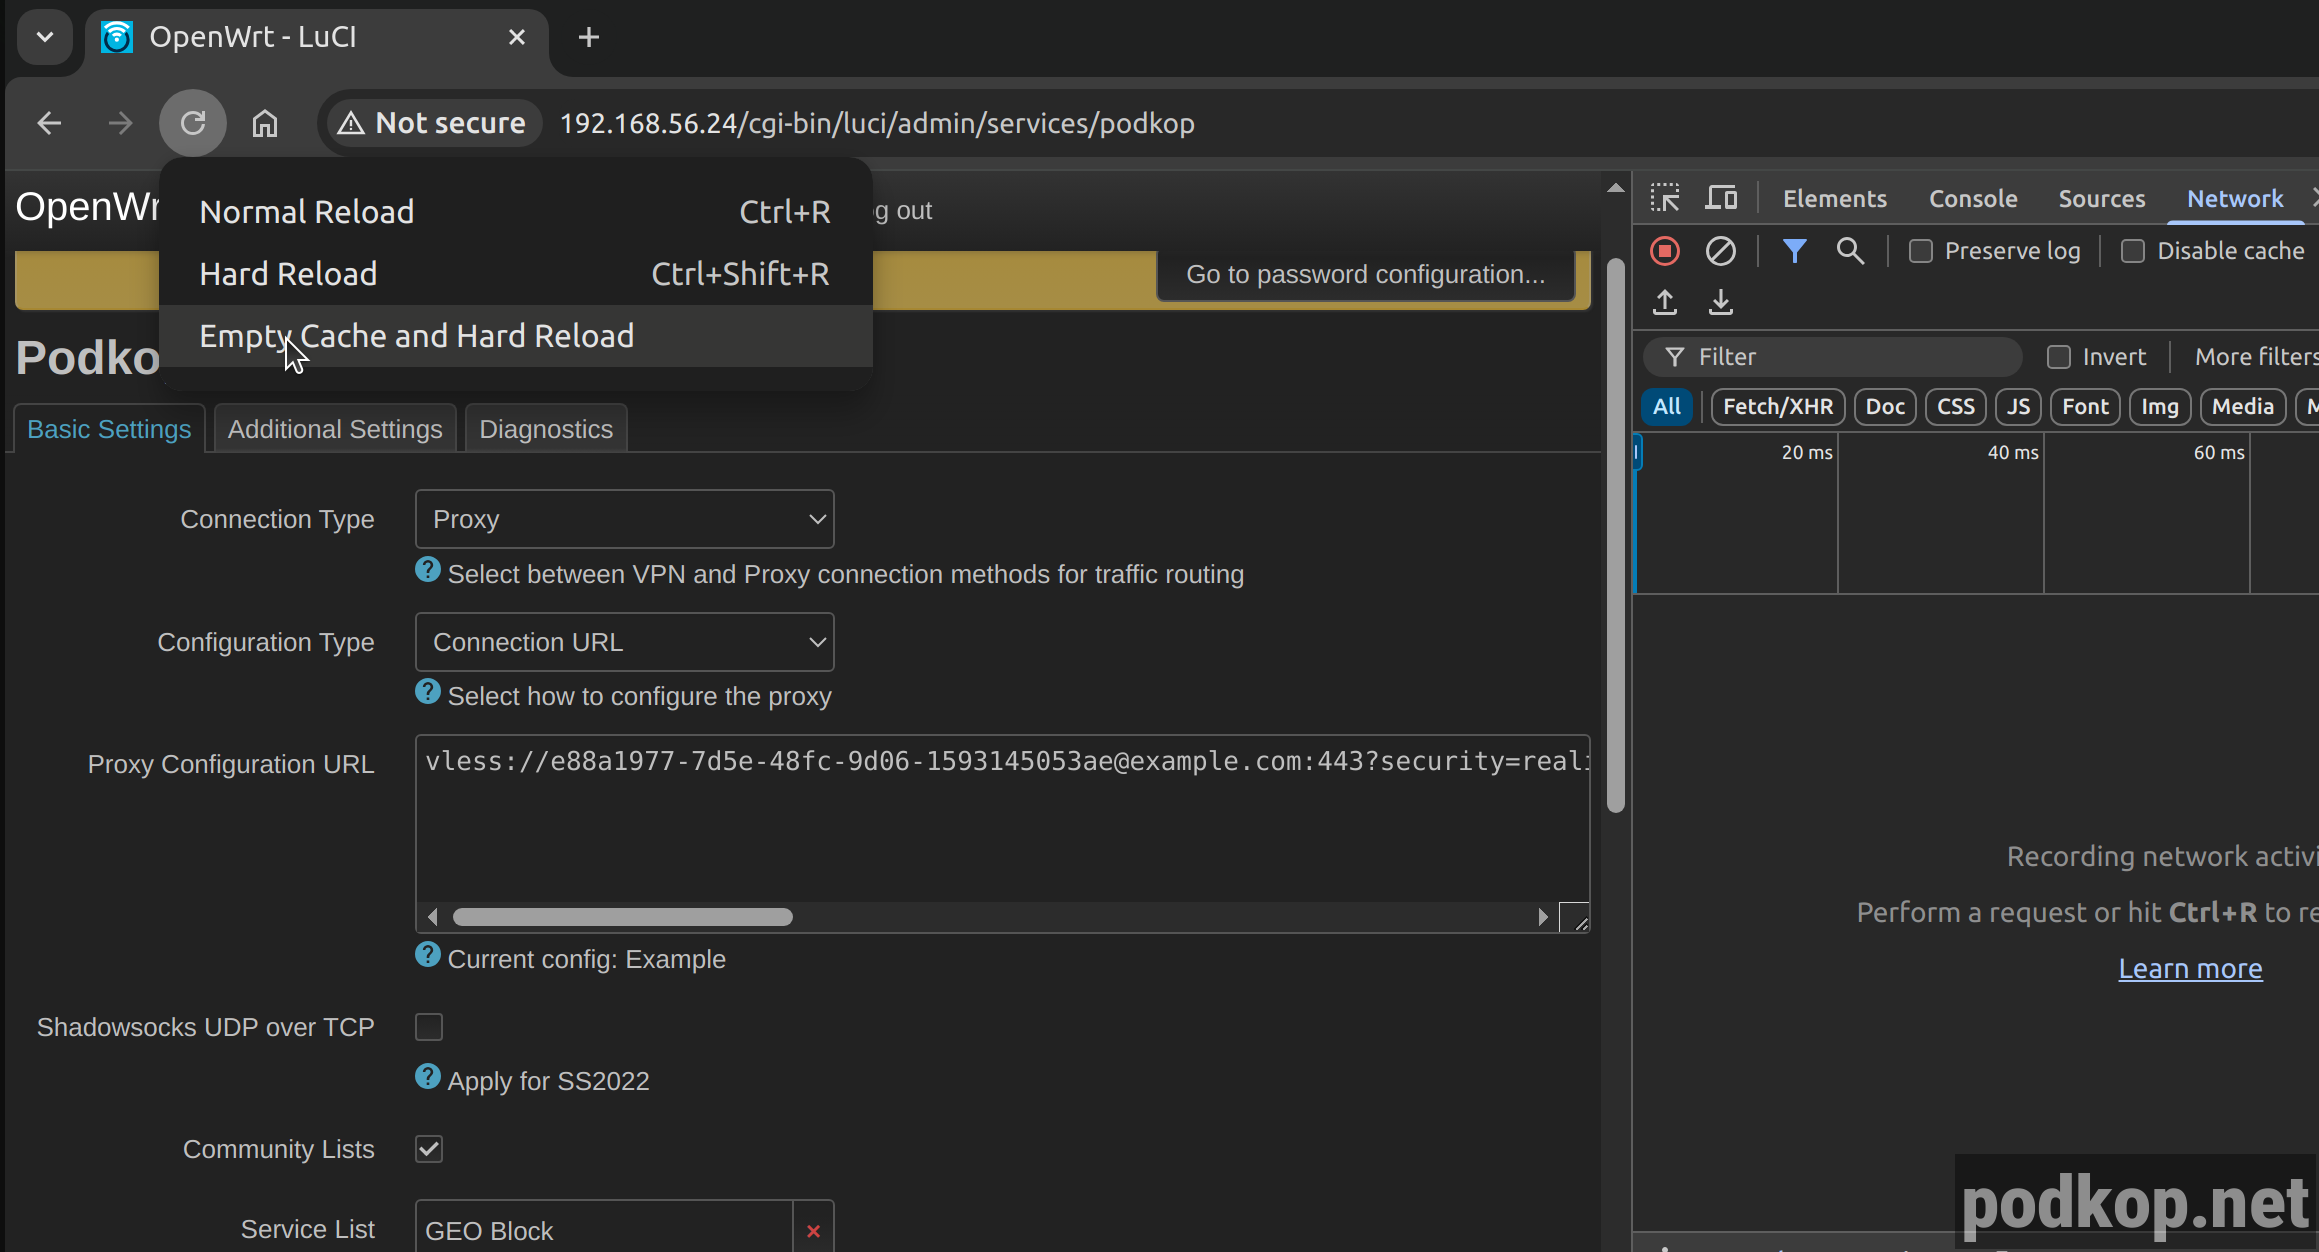 OpenWrt - LuCI
Not secure 192.168.56.24/cgi-bin/luci/admin/services/podkop
Normal Reload Ctrl+R
Hard Reload Ctrl+Shift+R
Empty Cache and Hard Reload
OpenWr
og out
Go to password configuration...
Podko
Basic Settings Additional Settings Diagnostics
Connection Type Proxy
Select between VPN and Proxy connection methods for traffic routing
Configuration Type Connection URL
Select how to configure the proxy
Proxy Configuration URL vless://e88a1977-7d5e-48fc-9d06-1593145053ae@example.com:443?security=reali
Current config: Example
Shadowsocks UDP over TCP
Apply for SS2022
Community Lists
Service List GEO Block
Elements Console Sources Network
Preserve log Disable cache
Filter Invert More filters
All Fetch/XHR Doc CSS JS Font Img Media M
20 ms 40 ms 60 ms
Recording network activi
Perform a request or hit Ctrl+R to re
Learn more
podkop.net